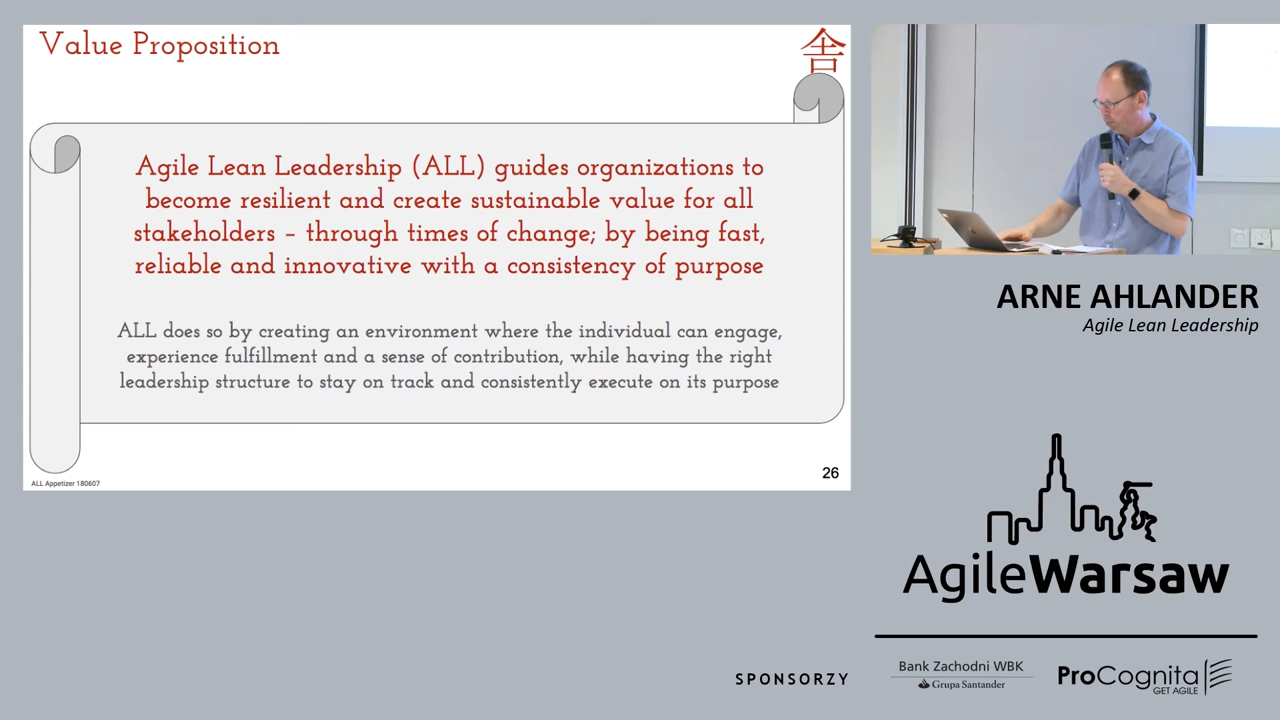 Value Proposition
舍
Agile Lean Leadership (ALL) guides organizations to
become resilient and create sustainable value for all
stakeholders – through times of change; by being fast,
reliable and innovative with a consistency of purpose
ALL does so by creating an environment where the individual can engage,
experience fulfillment and a sense of contribution, while having the right
leadership structure to stay on track and consistently execute on its purpose
ALL Appetizer 180607
26
ARNE AHLANDER
Agile Lean Leadership
AgileWarsaw
SPONSORZY
Bank Zachodni WBK
Grupa Santander
ProCognita
GET AGILE